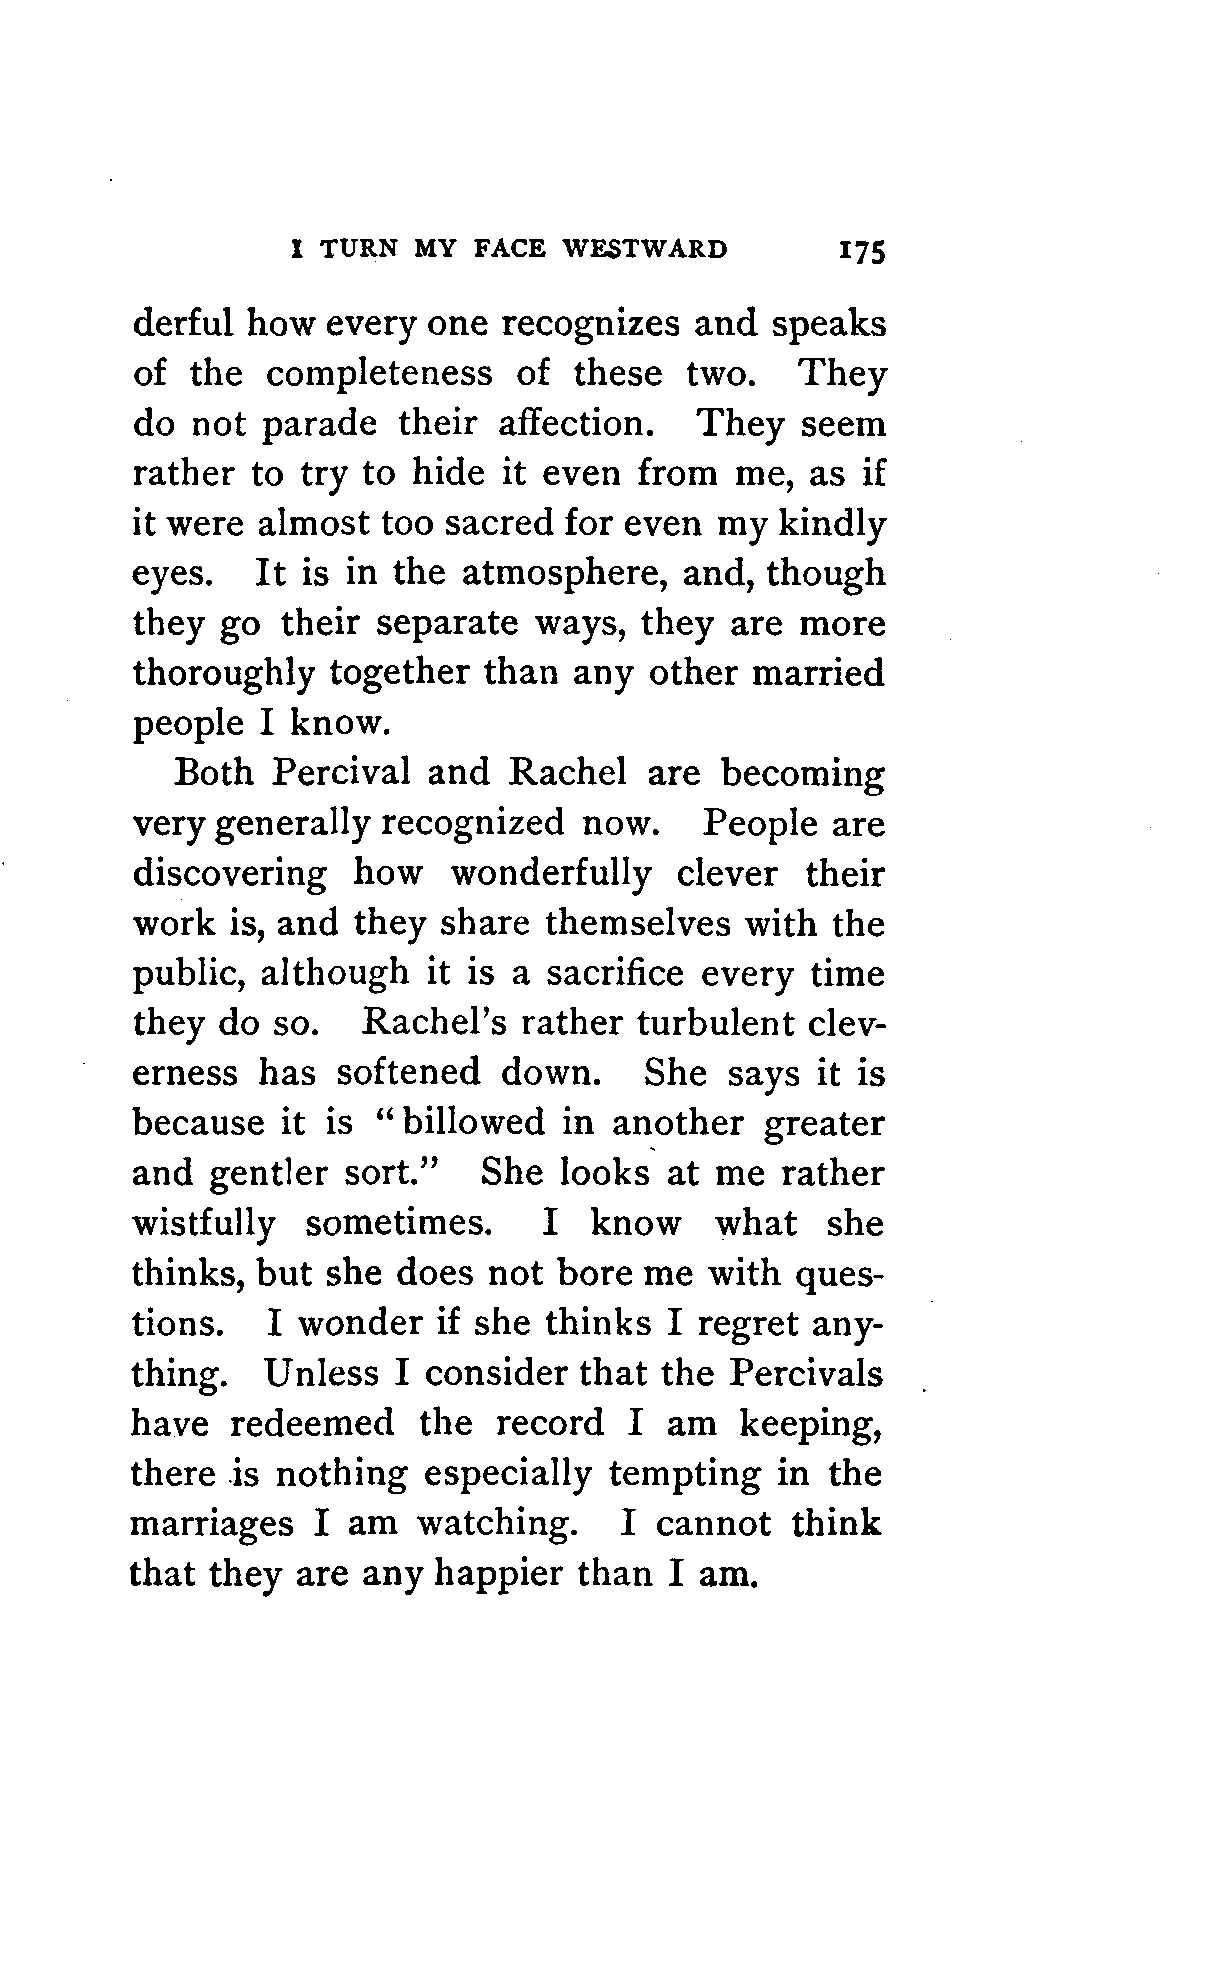 I TURN MY FACE WESTWARD 175
derful how every one recognizes and speaks
of the completeness of these two. They
do not parade their affection. They seem
rather to try to hide it even from me, as if
it were almost too sacred for even my kindly
eyes. It is in the atmosphere, and, though
they go their separate ways, they are more
thoroughly together than any other married
people I know.
Both Percival and Rachel are becoming
very generally recognized now. People are
discovering how wonderfully clever their
work is, and they share themselves with the
public, although it is a sacrifice every time
they do so. Rachel's rather turbulent clev-
erness has softened down. She says it is
because it is "billowed in another greater
and gentler sort." She looks at me rather
wistfully sometimes. I know what she
thinks, but she does not bore me with ques-
tions. I wonder if she thinks I regret any-
thing. Unless I consider that the Percivals
have redeemed the record I am keeping,
there is nothing especially tempting in the
marriages I am watching. I cannot think
that they are any happier than I am.